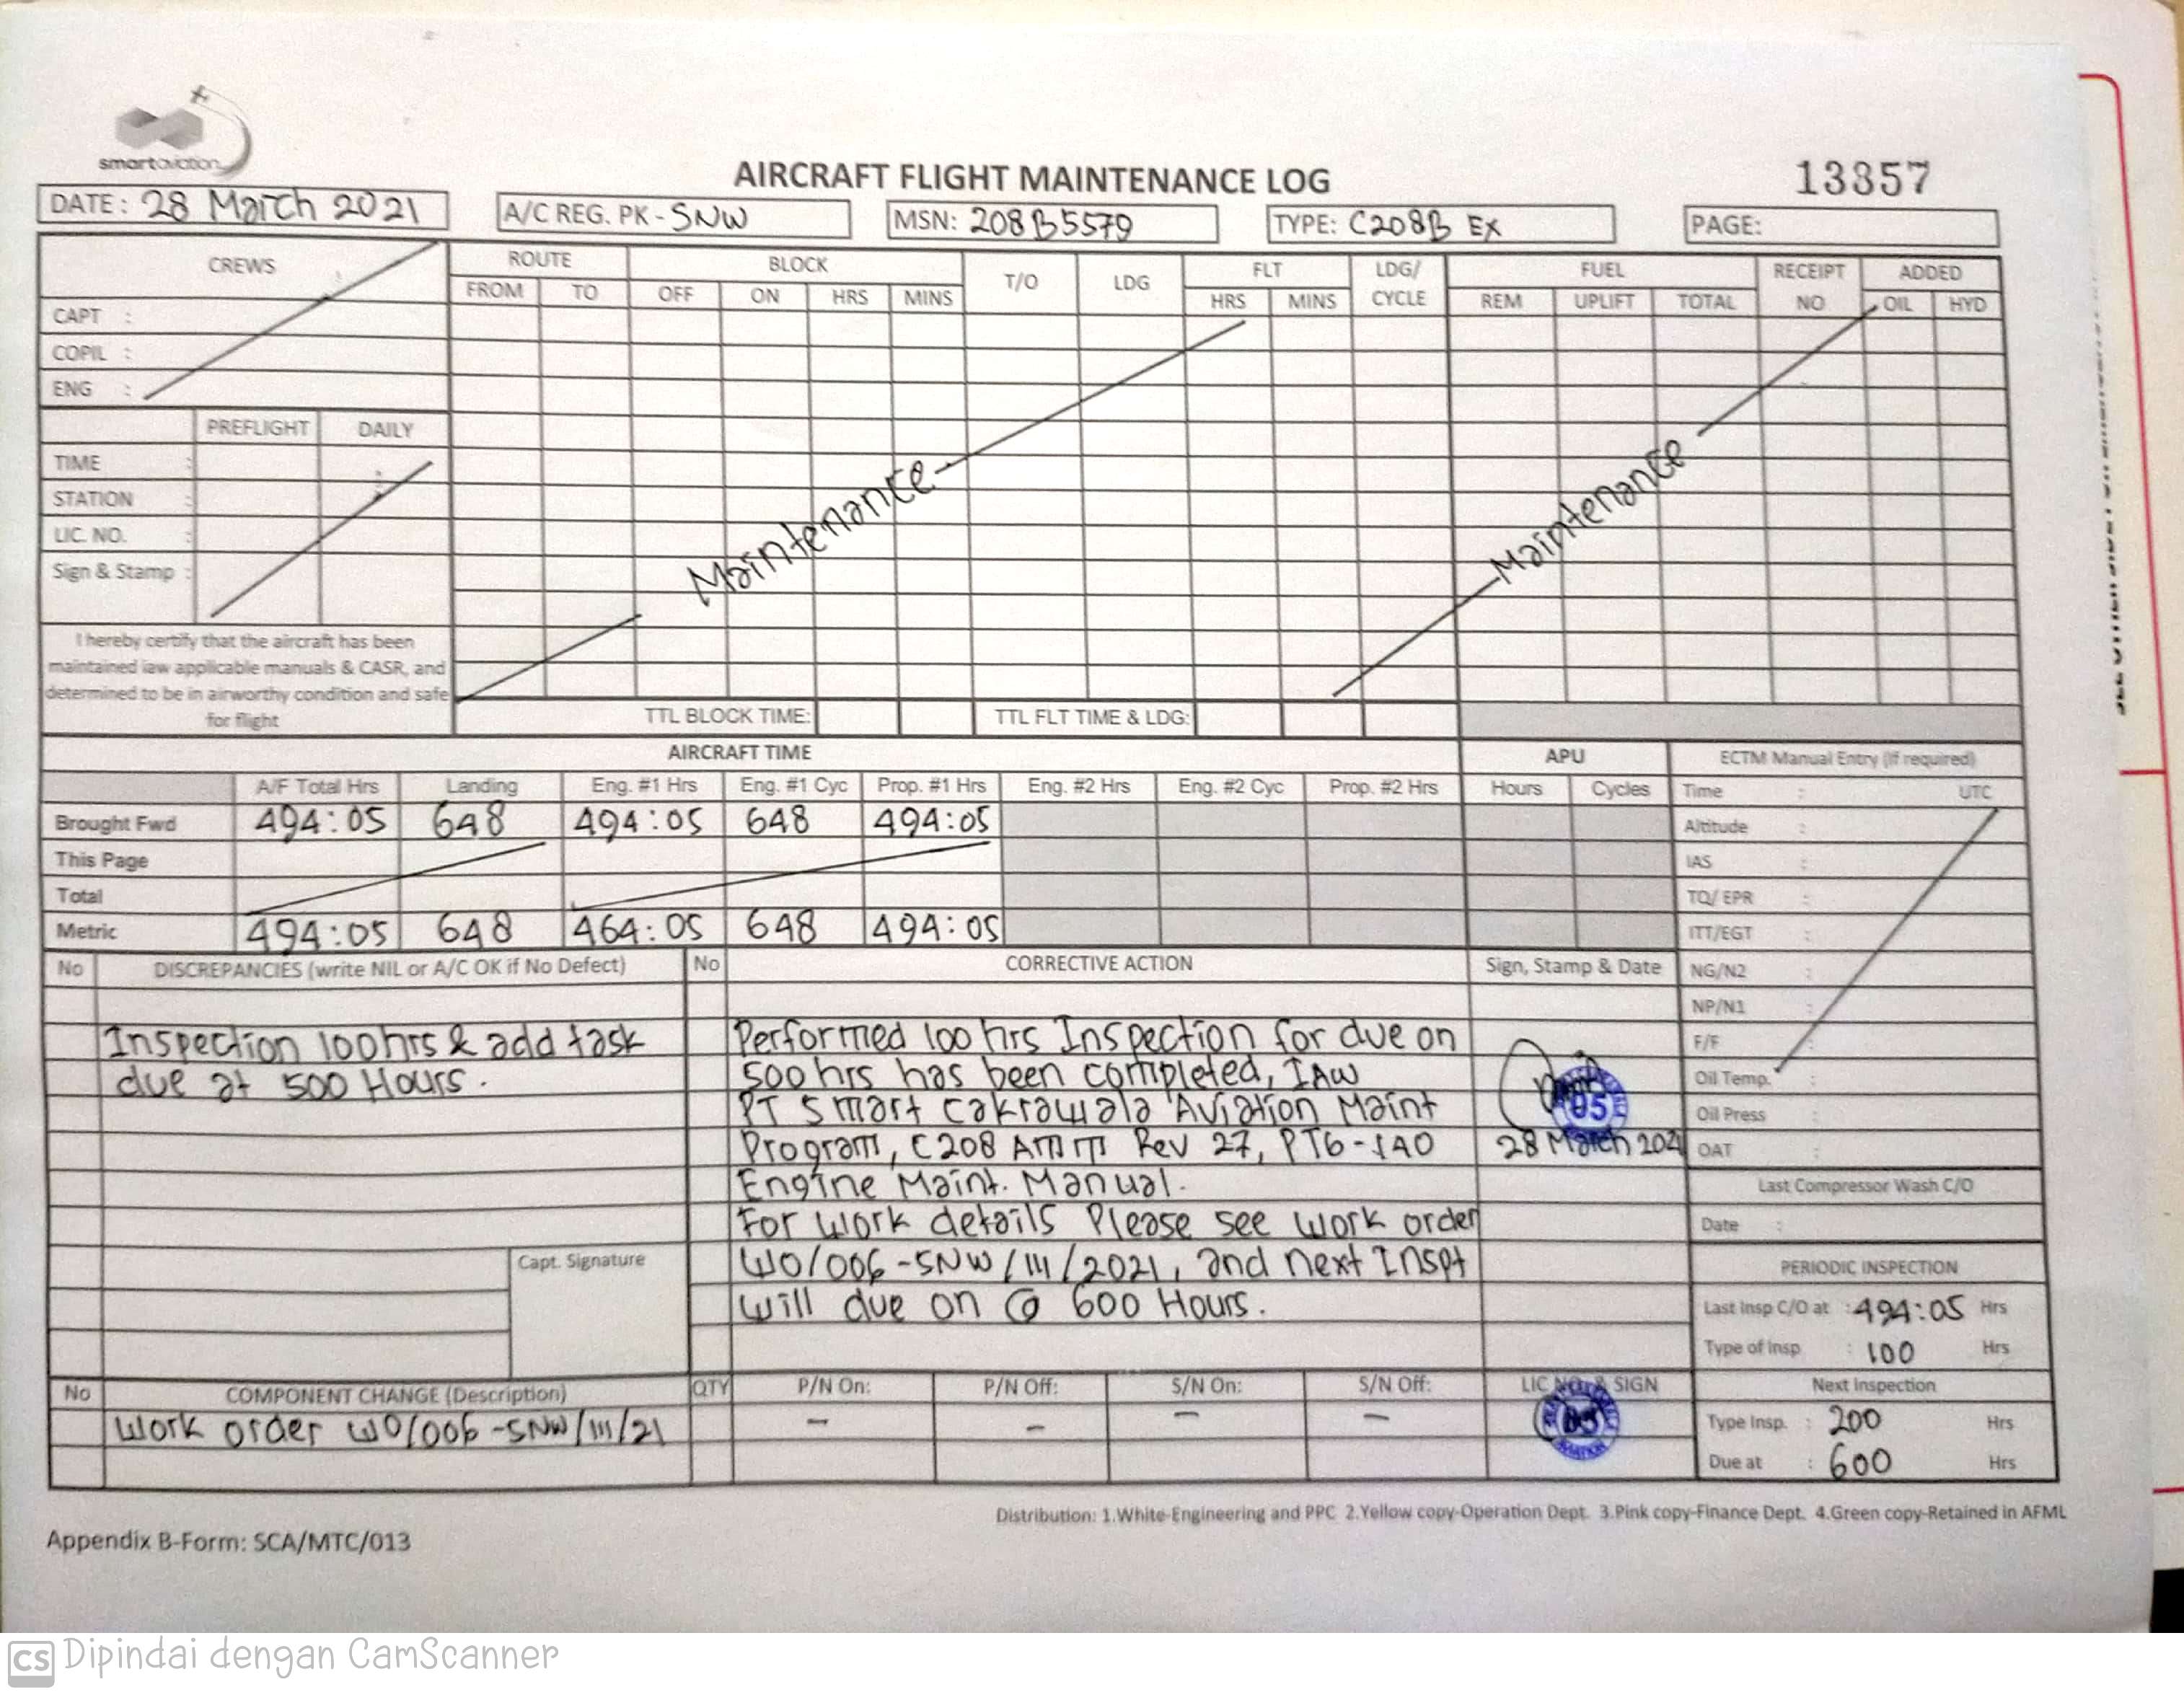 smartaviation
AIRCRAFT FLIGHT MAINTENANCE LOG
13357
DATE: 28 March 2021
A/C REG. PK - SNW
MSN: 208B5579
TYPE: C208B EX
PAGE:
CREWS
CAPT :
COPIL :
ENG :
ROUTE BLOCK T/O LDG FLT LDG/ CYCLE FUEL RECEIPT NO ADDED
FROM TO OFF ON HRS MINS HRS MINS REM UPLIFT TOTAL OIL HYD
PREFLIGHT DAILY
TIME :
STATION :
LIC. NO. :
Sign & Stamp :
Maintenance
Maintenance
I hereby certify that the aircraft has been
maintained iaw applicable manuals & CASR, and
determined to be in airworthy condition and safe
for flight
TTL BLOCK TIME:
TTL FLT TIME & LDG:
AIRCRAFT TIME
APU
ECTM Manual Entry (if required)
A/F Total Hrs Landing Eng. #1 Hrs Eng. #1 Cyc Prop. #1 Hrs Eng. #2 Hrs Eng. #2 Cyc Prop. #2 Hrs Hours Cycles
Brought Fwd 494:05 648 494:05 648 494:05
This Page
Total
Metric 494:05 648 464:05 648 494:05
Time : UTC
Altitude :
IAS :
TQ/ EPR :
ITT/EGT :
NG/N2 :
NP/N1 :
F/F :
Oil Temp. :
Oil Press :
OAT :
No DISCREPANCIES (write NIL or A/C OK if No Defect)
Inspection 100hrs & add task
due at 500 Hours.
Capt. Signature
No CORRECTIVE ACTION
Performed 100 hrs Inspection for due on
500 hrs has been completed, IAW
PT Smart Cakrawala Aviation Maint
Program, C208 AMM Rev 27, PT6-140
Engine Maint. Manual.
For work details Please see work order
WO/006-SNW/III/2021, and next Inspt
will due on @ 600 Hours.
Sign, Stamp & Date
05
28 March 2021
Last Compressor Wash C/O
Date :
PERIODIC INSPECTION
Last Insp C/O at : 494:05 Hrs
Type of Insp : 100 Hrs
Next Inspection
Type Insp. : 200 Hrs
Due at : 600 Hrs
No COMPONENT CHANGE (Description) QTY P/N On: P/N Off: S/N On: S/N Off: LIC NO. & SIGN
Work order WO/006-SNW/III/21 - - - -
05
Distribution: 1.White-Engineering and PPC 2.Yellow copy-Operation Dept. 3.Pink copy-Finance Dept. 4.Green copy-Retained in AFML
Appendix B-Form: SCA/MTC/013
CS Dipindai dengan CamScanner